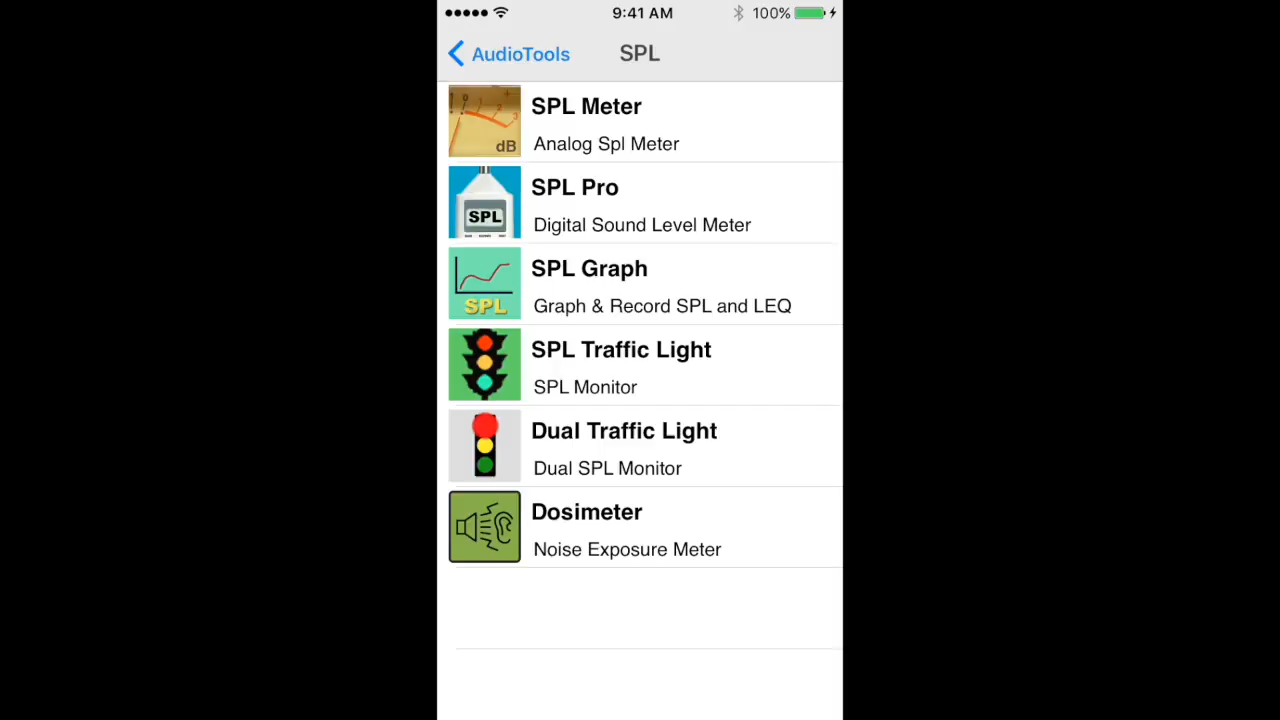 9:41 AM 100%
AudioTools SPL
SPL Meter
Analog Spl Meter
dB
SPL Pro
Digital Sound Level Meter
SPL
SPL Graph
Graph & Record SPL and LEQ
SPL
SPL Traffic Light
SPL Monitor
Dual Traffic Light
Dual SPL Monitor
Dosimeter
Noise Exposure Meter